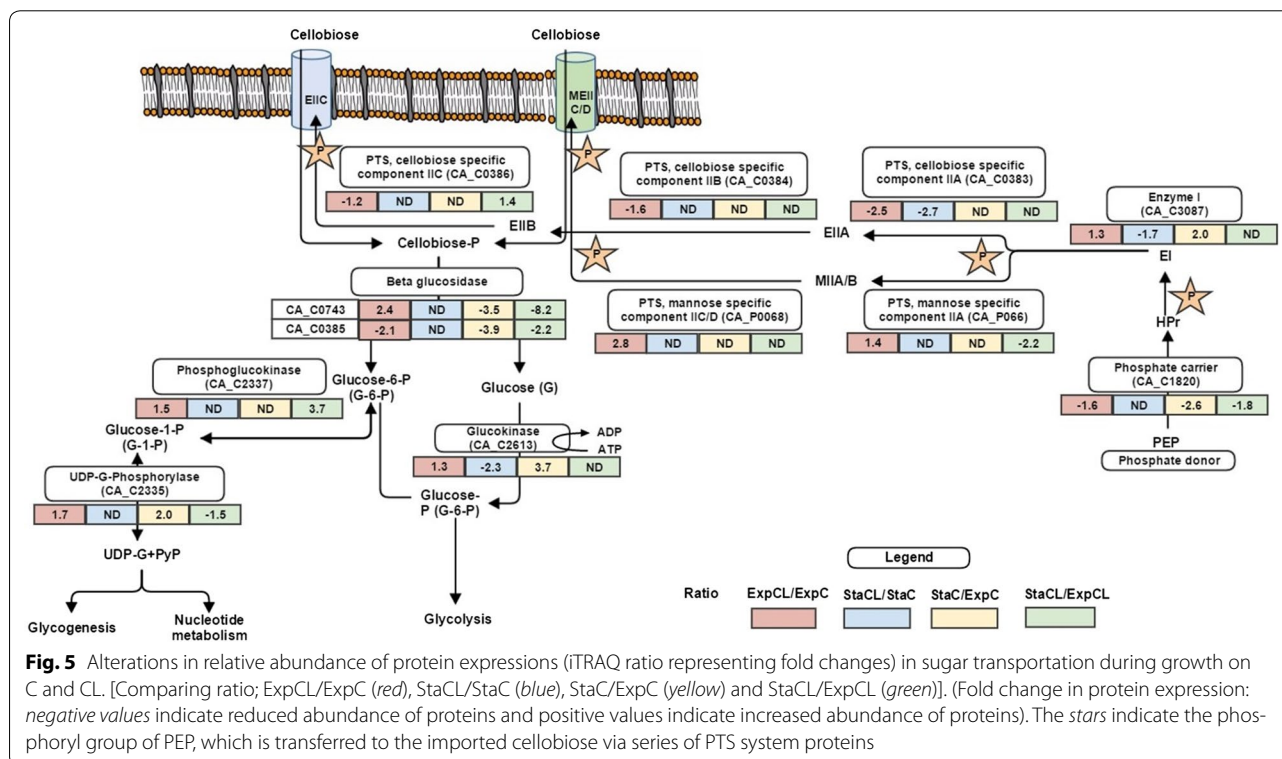 Cellobiose
Cellobiose
EIIC
MEII
C/D
P
P
PTS, cellobiose specific
component IIC (CA_C0386)
-1.2 ND ND 1.4
PTS, cellobiose specific
component IIB (CA_C0384)
-1.6 ND ND ND
PTS, cellobiose specific
component IIA (CA_C0383)
-2.5 -2.7 ND ND
Enzyme I
(CA_C3087)
1.3 -1.7 2.0 ND
EIIB
EIIA
EI
Cellobiose-P
P
P
MIIA/B
P
HPr
Beta glucosidase
CA_C0743 2.4 ND -3.5 -8.2
CA_C0385 -2.1 ND -3.9 -2.2
PTS, mannose specific
component IIC/D (CA_P0068)
2.8 ND ND ND
PTS, mannose specific
component IIA (CA_P066)
1.4 ND ND -2.2
Phosphate carrier
(CA_C1820)
-1.6 ND -2.6 -1.8
PEP
Phosphate donor
Phosphoglucokinase
(CA_C2337)
1.5 ND ND 3.7
Glucose-6-P
(G-6-P)
Glucose (G)
Glucose-1-P
(G-1-P)
Glucokinase
(CA_C2613)
ADP
ATP
1.3 -2.3 3.7 ND
UDP-G-Phosphorylase
(CA_C2335)
1.7 ND 2.0 -1.5
Glucose-
P (G-6-P)
UDP-G+PyP
Glycogenesis
Nucleotide
metabolism
Glycolysis
Legend
Ratio ExpCL/ExpC StaCL/StaC StaC/ExpC StaCL/ExpCL
Fig. 5 Alterations in relative abundance of protein expressions (iTRAQ ratio representing fold changes) in sugar transportation during growth on
C and CL. [Comparing ratio; ExpCL/ExpC (red), StaCL/StaC (blue), StaC/ExpC (yellow) and StaCL/ExpCL (green)]. (Fold change in protein expression:
negative values indicate reduced abundance of proteins and positive values indicate increased abundance of proteins). The stars indicate the phos-
phoryl group of PEP, which is transferred to the imported cellobiose via series of PTS system proteins